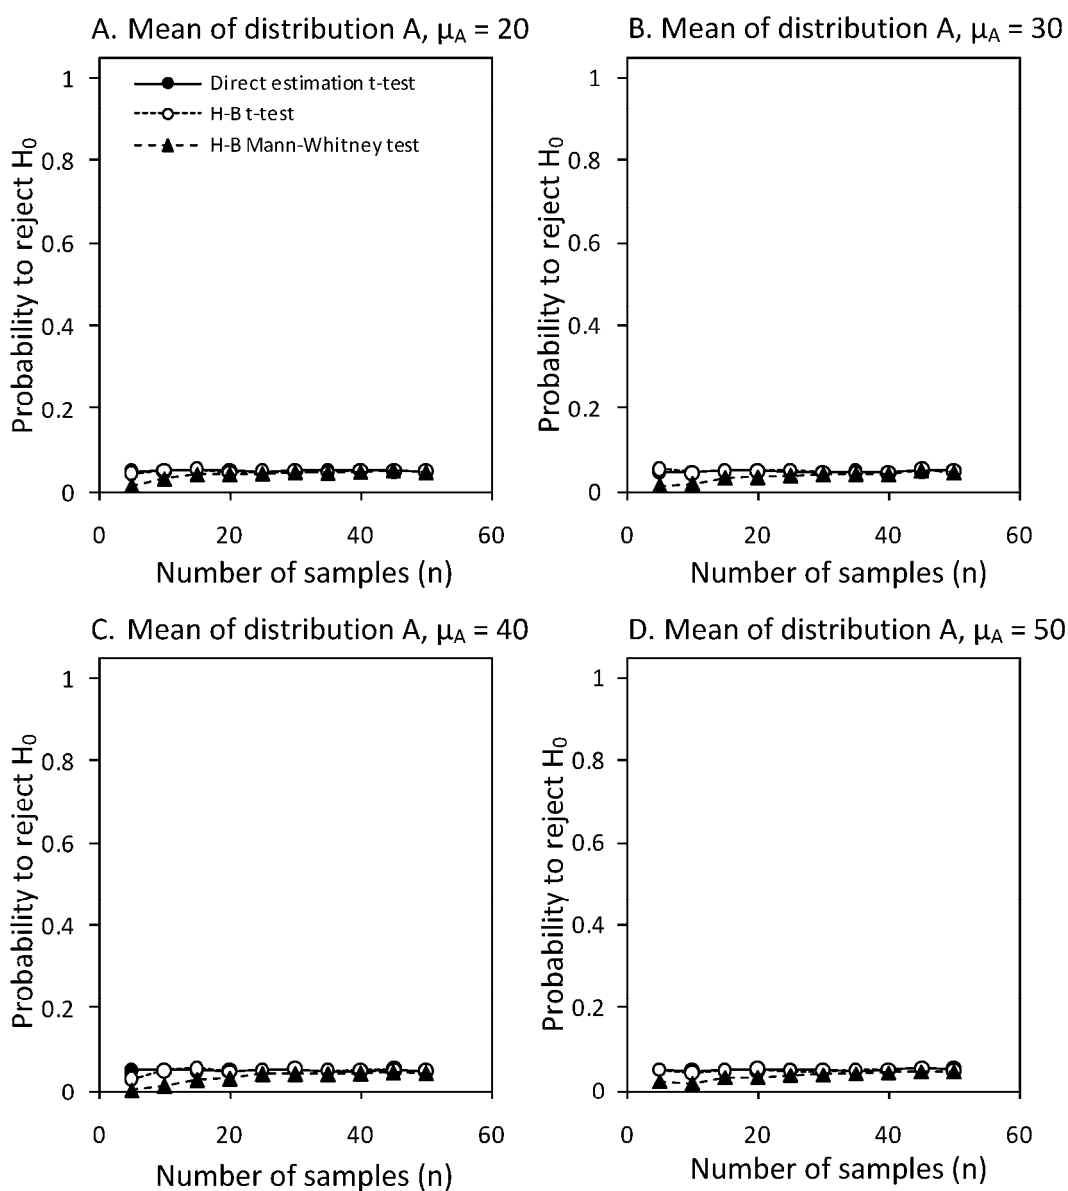 A. Mean of distribution A, μA = 20
Probability to reject H0
1
0.8
0.6
0.4
0.2
0
Direct estimation t-test
H-B t-test
H-B Mann-Whitney test
0 20 40 60
Number of samples (n)
B. Mean of distribution A, μA = 30
Probability to reject H0
1
0.8
0.6
0.4
0.2
0
0 20 40 60
Number of samples (n)
C. Mean of distribution A, μA = 40
Probability to reject H0
1
0.8
0.6
0.4
0.2
0
0 20 40 60
Number of samples (n)
D. Mean of distribution A, μA = 50
Probability to reject H0
1
0.8
0.6
0.4
0.2
0
0 20 40 60
Number of samples (n)